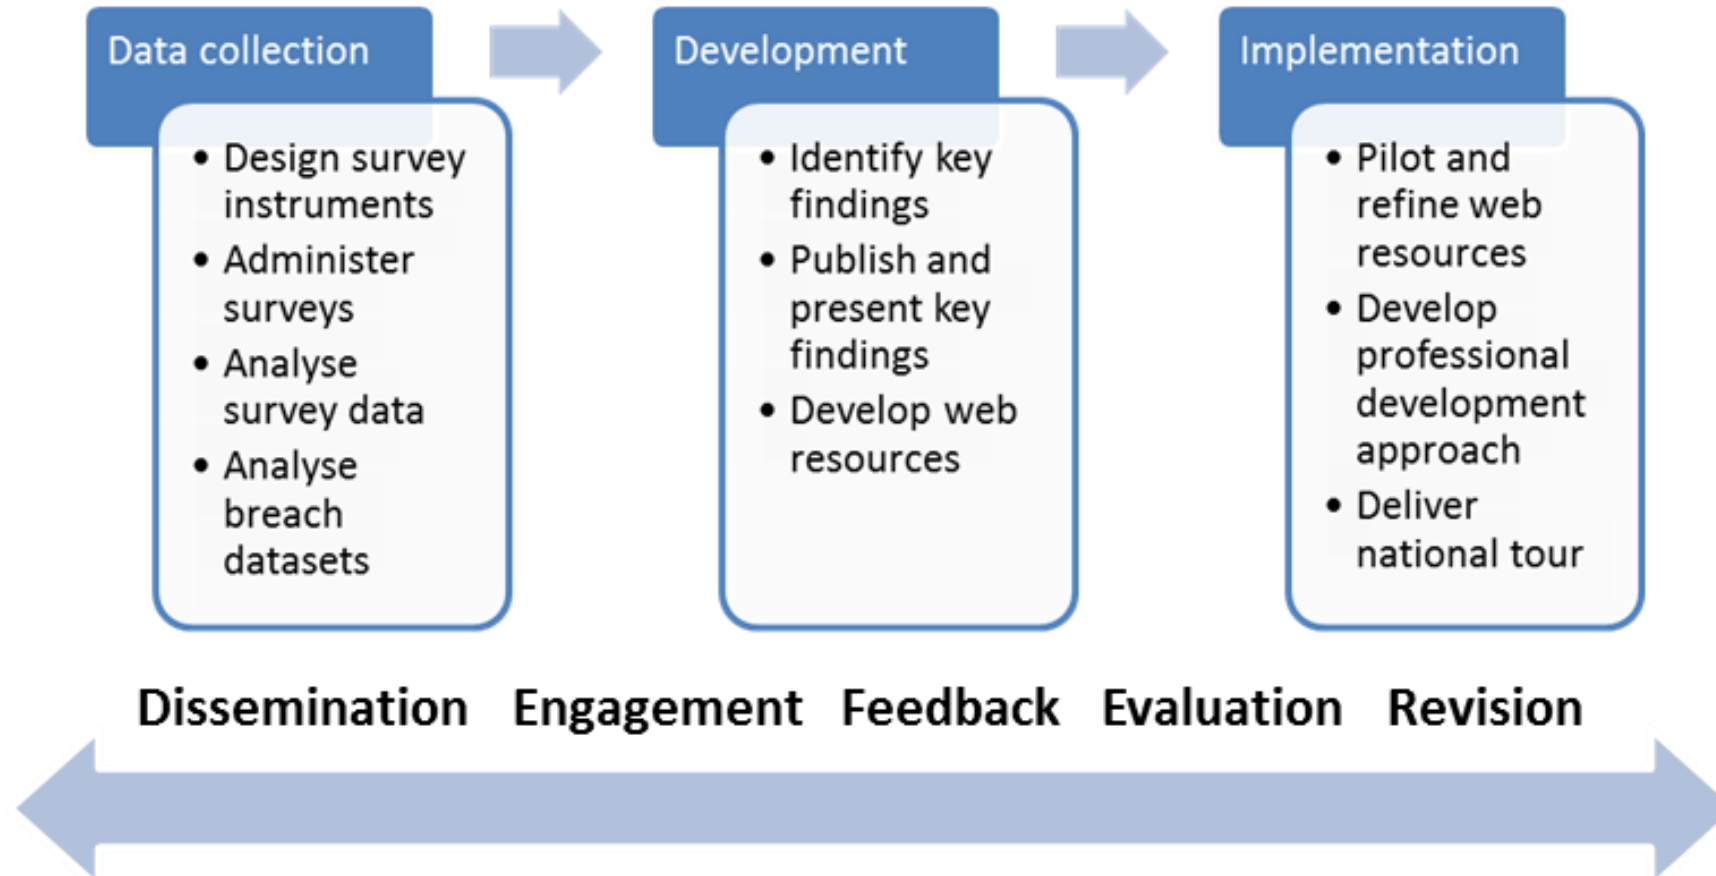 Data collection
• Design survey
instruments
• Administer
surveys
• Analyse
survey data
• Analyse
breach
datasets
Development
• Identify key
findings
• Publish and
present key
findings
• Develop web
resources
Implementation
• Pilot and
refine web
resources
• Develop
professional
development
approach
• Deliver
national tour
Dissemination Engagement Feedback Evaluation Revision